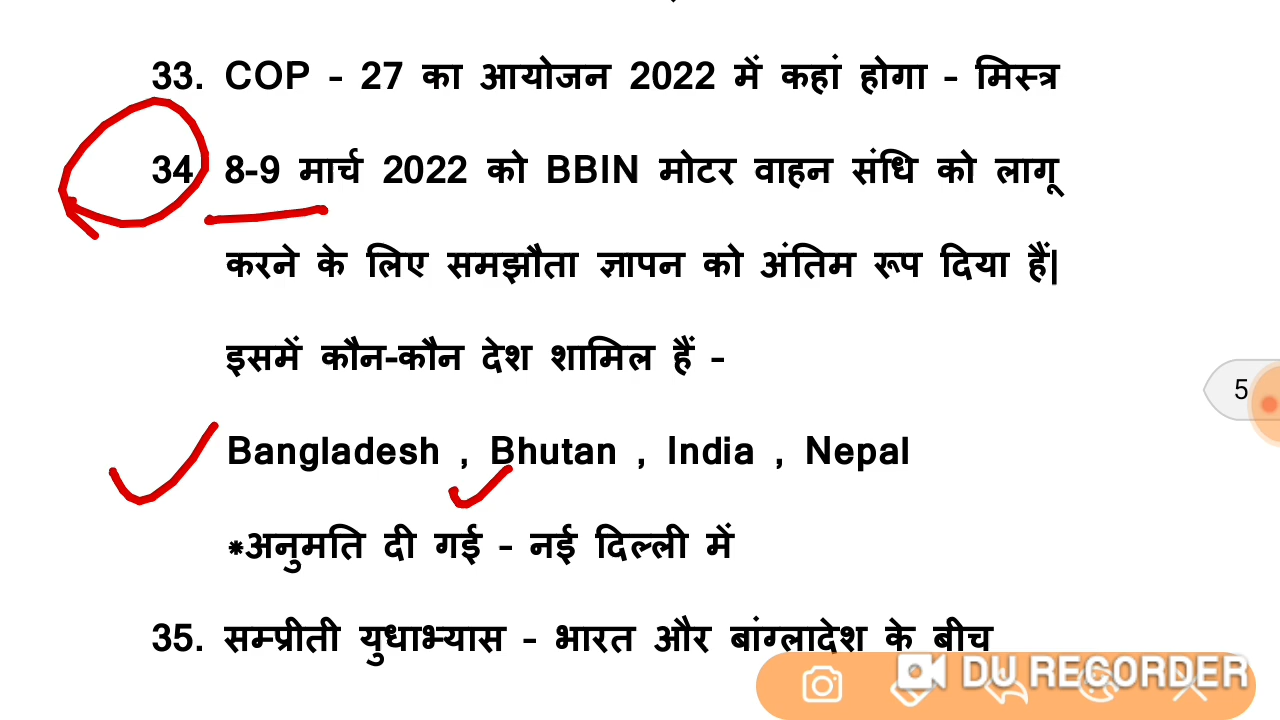 33. COP - 27 का आयोजन 2022 में कहां होगा - मिस्त्र
34. 8-9 मार्च 2022 को BBIN मोटर वाहन संधि को लागू
करने के लिए समझौता ज्ञापन को अंतिम रूप दिया हैं|
इसमें कौन-कौन देश शामिल हैं -
5
Bangladesh , Bhutan , India , Nepal
*अनुमति दी गई - नई दिल्ली में
35. सम्प्रीती युधाभ्यास - भारत और बांग्लादेश के बीच
DU RECORDER